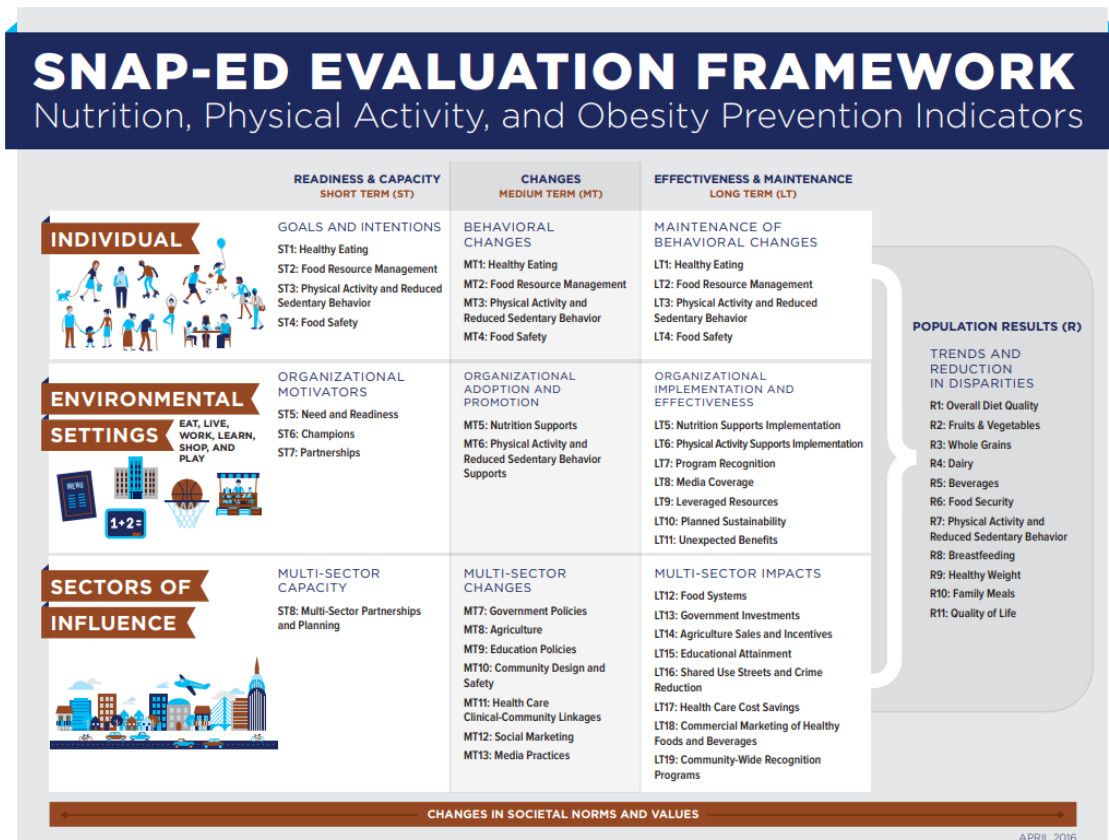 SNAP-ED EVALUATION FRAMEWORK
Nutrition, Physical Activity, and Obesity Prevention Indicators
READINESS & CAPACITY
SHORT TERM (ST)
CHANGES
MEDIUM TERM (MT)
EFFECTIVENESS & MAINTENANCE
LONG TERM (LT)
INDIVIDUAL
GOALS AND INTENTIONS
ST1: Healthy Eating
ST2: Food Resource Management
ST3: Physical Activity and Reduced
Sedentary Behavior
ST4: Food Safety
BEHAVIORAL
CHANGES
MT1: Healthy Eating
MT2: Food Resource Management
MT3: Physical Activity and
Reduced Sedentary Behavior
MT4: Food Safety
MAINTENANCE OF
BEHAVIORAL CHANGES
LT1: Healthy Eating
LT2: Food Resource Management
LT3: Physical Activity and Reduced
Sedentary Behavior
LT4: Food Safety
ENVIRONMENTAL
SETTINGS
EAT, LIVE,
WORK, LEARN,
SHOP, AND
PLAY
MENU
1+2=
ORGANIZATIONAL
MOTIVATORS
ST5: Need and Readiness
ST6: Champions
ST7: Partnerships
ORGANIZATIONAL
ADOPTION AND
PROMOTION
MT5: Nutrition Supports
MT6: Physical Activity and
Reduced Sedentary Behavior
Supports
ORGANIZATIONAL
IMPLEMENTATION AND
EFFECTIVENESS
LT5: Nutrition Supports Implementation
LT6: Physical Activity Supports Implementation
LT7: Program Recognition
LT8: Media Coverage
LT9: Leveraged Resources
LT10: Planned Sustainability
LT11: Unexpected Benefits
SECTORS OF
INFLUENCE
MULTI-SECTOR
CAPACITY
ST8: Multi-Sector Partnerships
and Planning
MULTI-SECTOR
CHANGES
MT7: Government Policies
MT8: Agriculture
MT9: Education Policies
MT10: Community Design and
Safety
MT11: Health Care
Clinical-Community Linkages
MT12: Social Marketing
MT13: Media Practices
MULTI-SECTOR IMPACTS
LT12: Food Systems
LT13: Government Investments
LT14: Agriculture Sales and Incentives
LT15: Educational Attainment
LT16: Shared Use Streets and Crime
Reduction
LT17: Health Care Cost Savings
LT18: Commercial Marketing of Healthy
Foods and Beverages
LT19: Community-Wide Recognition
Programs
POPULATION RESULTS (R)
TRENDS AND
REDUCTION
IN DISPARITIES
R1: Overall Diet Quality
R2: Fruits & Vegetables
R3: Whole Grains
R4: Dairy
R5: Beverages
R6: Food Security
R7: Physical Activity and
Reduced Sedentary Behavior
R8: Breastfeeding
R9: Healthy Weight
R10: Family Meals
R11: Quality of Life
CHANGES IN SOCIETAL NORMS AND VALUES
APRIL 2016